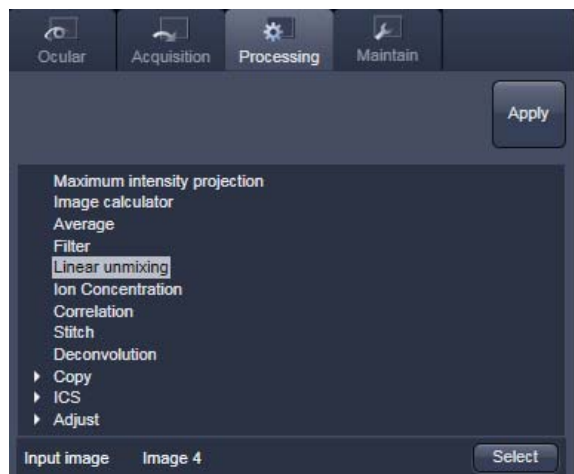 Ocular Acquisition Processing Maintain
Apply
Maximum intensity projection
Image calculator
Average
Filter
Linear unmixing
Ion Concentration
Correlation
Stitch
Deconvolution
Copy
ICS
Adjust
Input image Image 4 Select